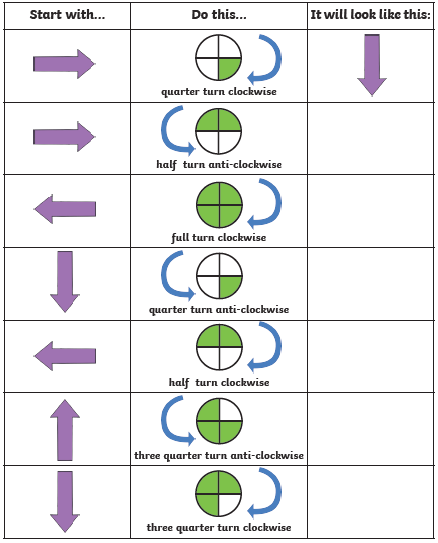 Start with... Do this... It will look like this:
quarter turn clockwise
half turn anti-clockwise
full turn clockwise
quarter turn anti-clockwise
half turn clockwise
three quarter turn anti-clockwise
three quarter turn clockwise